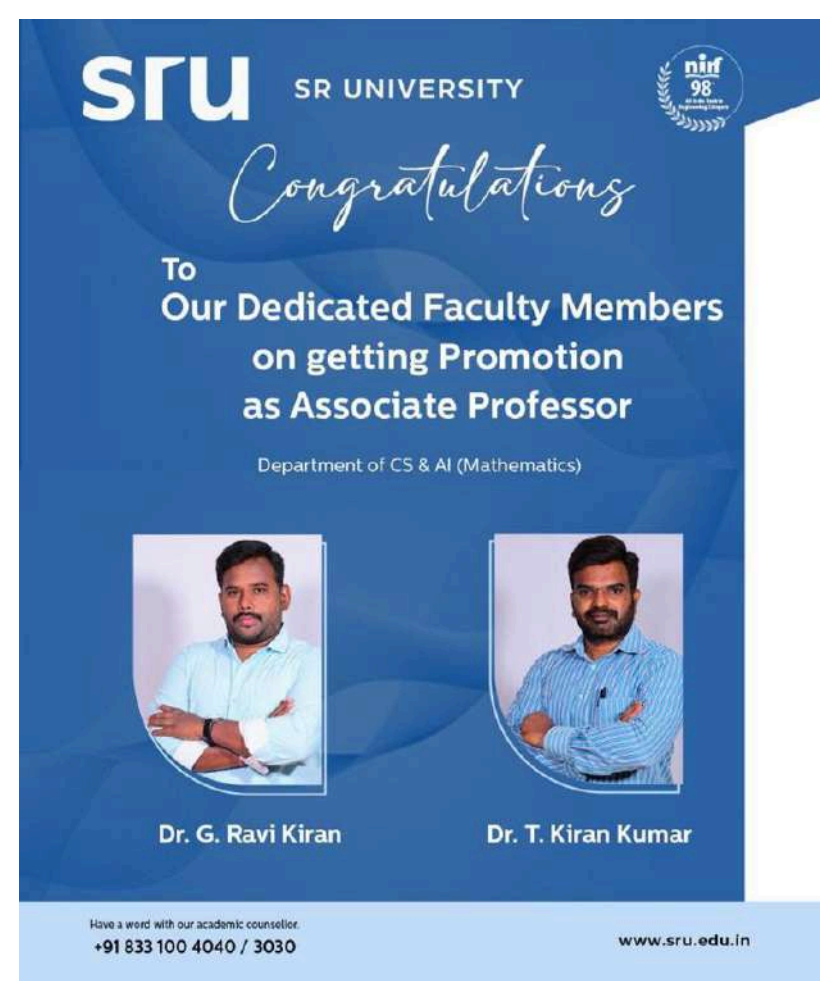 sru
SR UNIVERSITY
nirf
98
Congratulations
To
Our Dedicated Faculty Members
on getting Promotion
as Associate Professor
Department of CS & AI (Mathematics)
Dr. G. Ravi Kiran
Dr. T. Kiran Kumar
Have a word with our academic counsellor.
+91 833 100 4040 / 3030
www.sru.edu.in